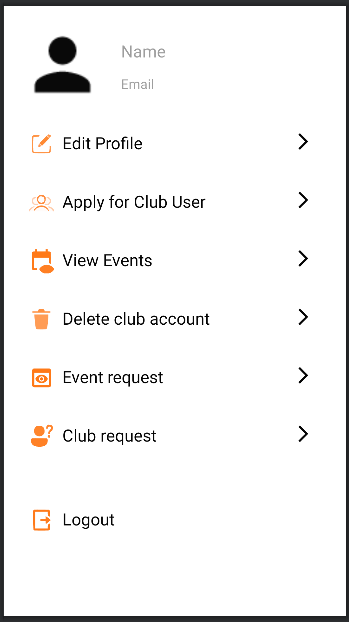 Name
Email
Edit Profile
Apply for Club User
View Events
Delete club account
Event request
Club request
Logout